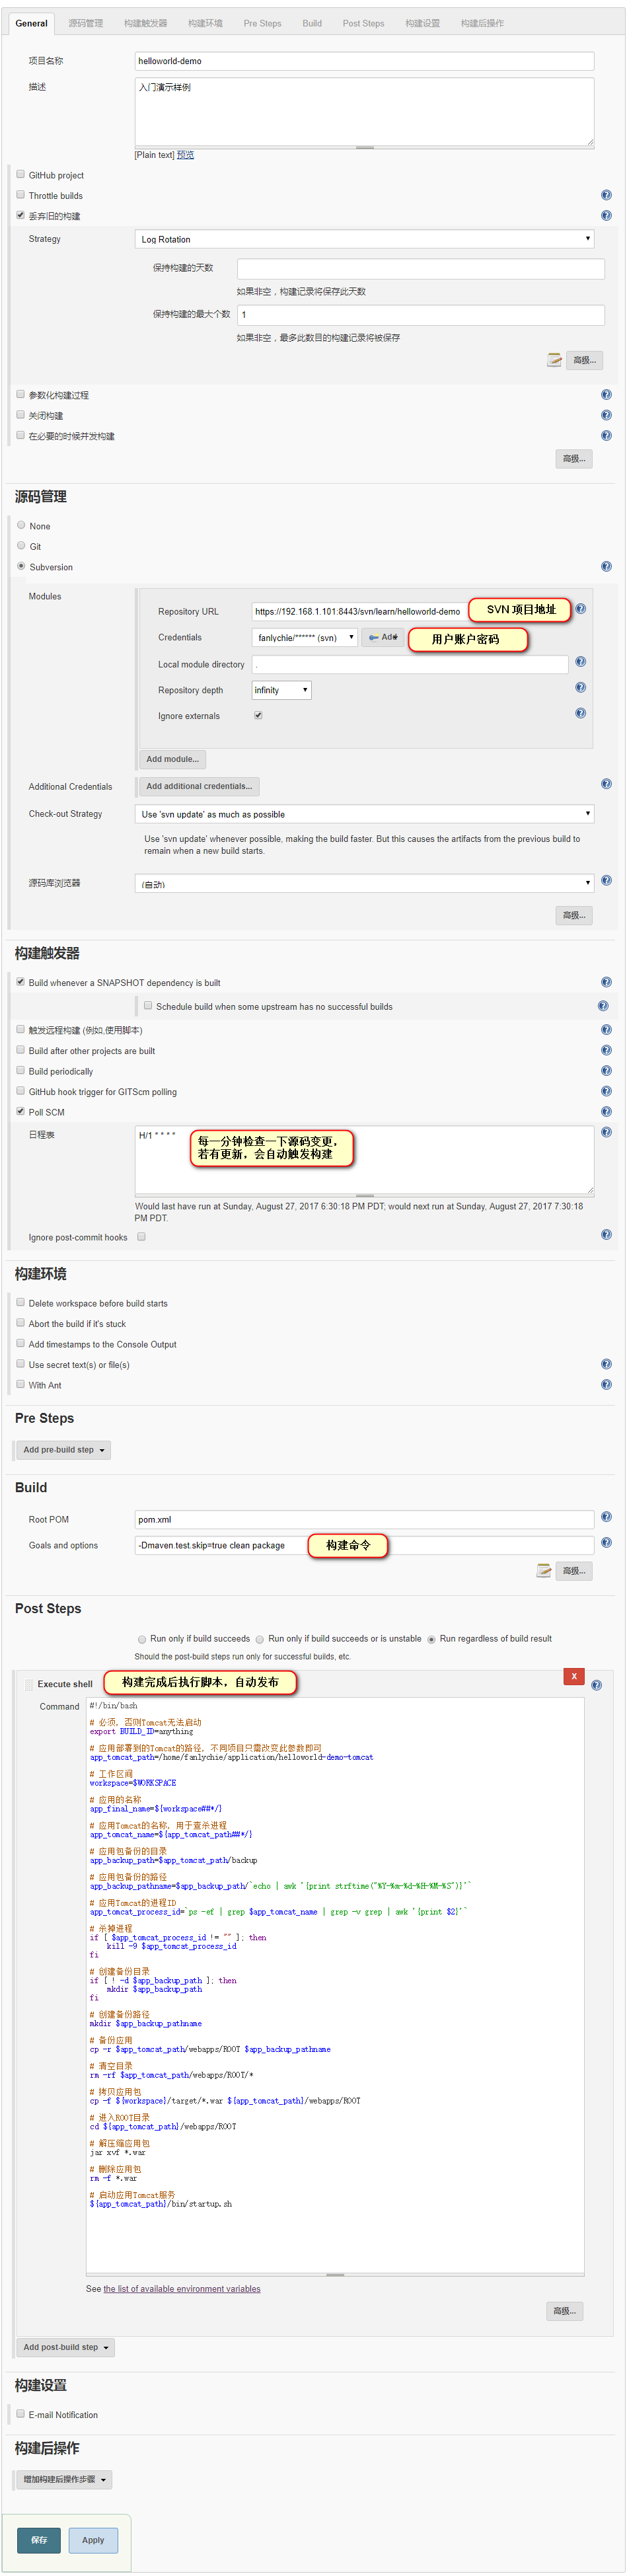 General 源码管理 构建触发器 构建环境 Pre Steps Build Post Steps 构建设置 构建后操作
项目名称 helloworld-demo
描述 入门演示样例
[Plain text] 预览
GitHub project
Throttle builds
丢弃旧的构建
Strategy Log Rotation
保持构建的天数
如果非空，构建记录将保存此天数
保持构建的最大个数 1
如果非空，最多此数目的构建记录将被保存
高级...
参数化构建过程
关闭构建
在必要的时候并发构建
高级...
源码管理
None
Git
Subversion
Modules
Repository URL https://192.168.1.101:8443/svn/learn/helloworld-demo SVN 项目地址
Credentials fanlychie/****** (svn) Add 用户账户密码
Local module directory .
Repository depth infinity
Ignore externals
Add module...
Additional Credentials Add additional credentials...
Check-out Strategy Use 'svn update' as much as possible
Use 'svn update' whenever possible, making the build faster. But this causes the artifacts from the previous build to
remain when a new build starts.
源码库浏览器 (自动)
高级...
构建触发器
Build whenever a SNAPSHOT dependency is built
Schedule build when some upstream has no successful builds
触发远程构建 (例如,使用脚本)
Build after other projects are built
Build periodically
GitHub hook trigger for GITScm polling
Poll SCM
日程表 H/1 * * * *
每一分钟检查一下源码变更，
若有更新，会自动触发构建
Would last have run at Sunday, August 27, 2017 6:30:18 PM PDT; would next run at Sunday, August 27, 2017 7:30:18
PM PDT.
Ignore post-commit hooks
构建环境
Delete workspace before build starts
Abort the build if it's stuck
Add timestamps to the Console Output
Use secret text(s) or file(s)
With Ant
Pre Steps
Add pre-build step
Build
Root POM pom.xml
Goals and options -Dmaven.test.skip=true clean package 构建命令
高级...
Post Steps
Run only if build succeeds Run only if build succeeds or is unstable Run regardless of build result
Should the post-build steps run only for successful builds, etc.
Execute shell 构建完成后执行脚本，自动发布 X
Command #!/bin/bash
# 必须，否则Tomcat无法启动
export BUILD_ID=anything
# 应用部署到的Tomcat的路径，不同项目只需改变此参数即可
app_tomcat_path=/home/fanlychie/application/helloworld-demo-tomcat
# 工作区间
workspace=$WORKSPACE
# 应用的名称
app_final_name=${workspace##*/}
# 应用Tomcat的名称，用于查杀进程
app_tomcat_name=${app_tomcat_path##*/}
# 应用包备份的目录
app_backup_path=$app_tomcat_path/backup
# 应用包备份的路径
app_backup_pathname=$app_backup_path/`echo | awk '{print strftime("%Y-%m-%d-%H-%M-%S")}'`
# 应用Tomcat的进程ID
app_tomcat_process_id=`ps -ef | grep $app_tomcat_name | grep -v grep | awk '{print $2}'`
# 杀掉进程
if [ $app_tomcat_process_id != "" ]; then
kill -9 $app_tomcat_process_id
fi
# 创建备份目录
if [ ! -d $app_backup_path ]; then
mkdir $app_backup_path
fi
# 创建备份路径
mkdir $app_backup_pathname
# 备份应用
cp -r $app_tomcat_path/webapps/ROOT $app_backup_pathname
# 清空目录
rm -rf $app_tomcat_path/webapps/ROOT/*
# 拷贝应用包
cp -f ${workspace}/target/*.war ${app_tomcat_path}/webapps/ROOT
# 进入ROOT目录
cd ${app_tomcat_path}/webapps/ROOT
# 解压缩应用包
jar xvf *.war
# 删除应用包
rm -f *.war
# 启动应用Tomcat服务
${app_tomcat_path}/bin/startup.sh
See the list of available environment variables
高级...
Add post-build step
构建设置
E-mail Notification
构建后操作
增加构建后操作步骤
保存 Apply